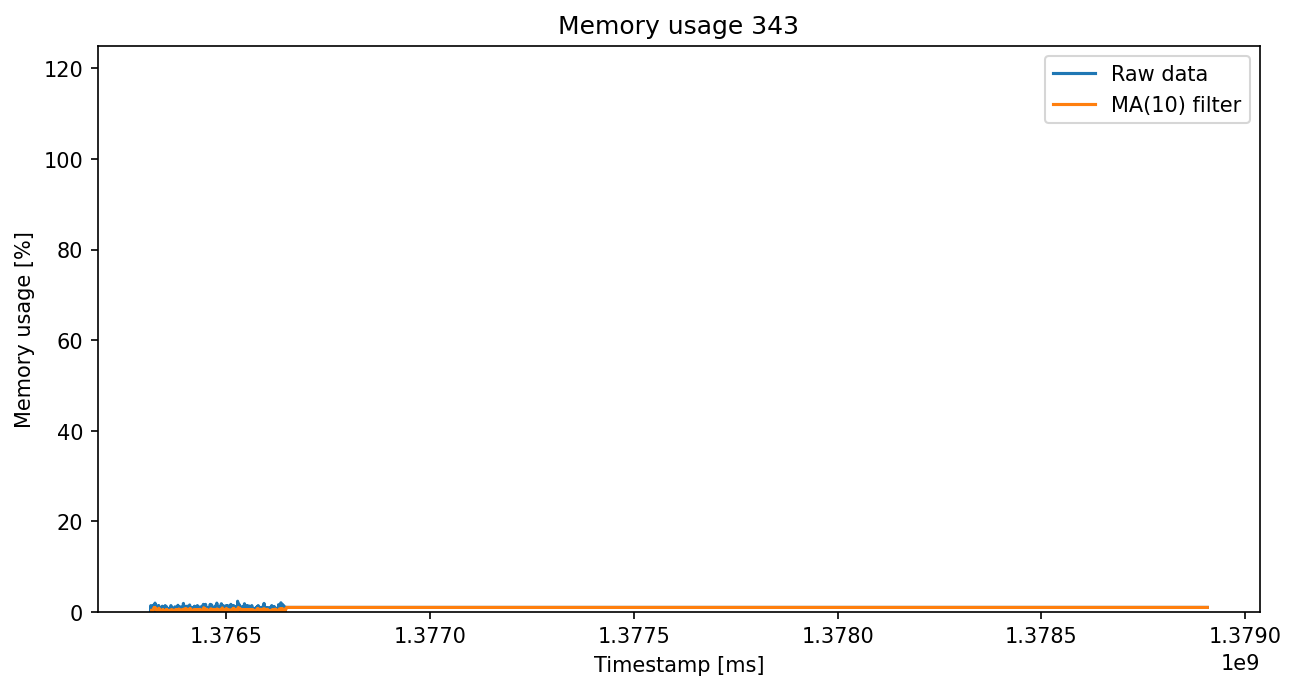 Memory usage 343
Raw data
MA(10) filter
Memory usage [%]
120
100
80
60
40
20
0
1.3765 1.3770 1.3775 1.3780 1.3785 1.3790
1e9
Timestamp [ms]